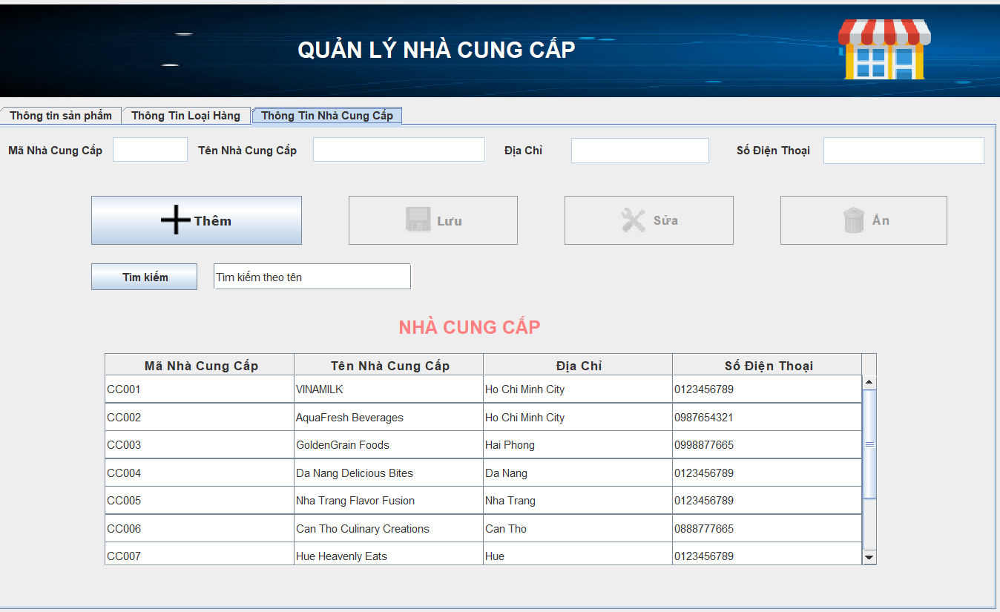 QUẢN LÝ NHÀ CUNG CẤP
Thông tin sản phẩm Thông Tin Loại Hàng Thông Tin Nhà Cung Cấp
Mã Nhà Cung Cấp Tên Nhà Cung Cấp Địa Chỉ Số Điện Thoại
Thêm Lưu Sửa Ẩn
Tìm kiếm Tìm kiếm theo tên
NHÀ CUNG CẤP
Mã Nhà Cung Cấp Tên Nhà Cung Cấp Địa Chỉ Số Điện Thoại
CC001 VINAMILK Ho Chi Minh City 0123456789
CC002 AquaFresh Beverages Ho Chi Minh City 0987654321
CC003 GoldenGrain Foods Hai Phong 0998877665
CC004 Da Nang Delicious Bites Da Nang 0123456789
CC005 Nha Trang Flavor Fusion Nha Trang 0123456789
CC006 Can Tho Culinary Creations Can Tho 0888777665
CC007 Hue Heavenly Eats Hue 0123456789